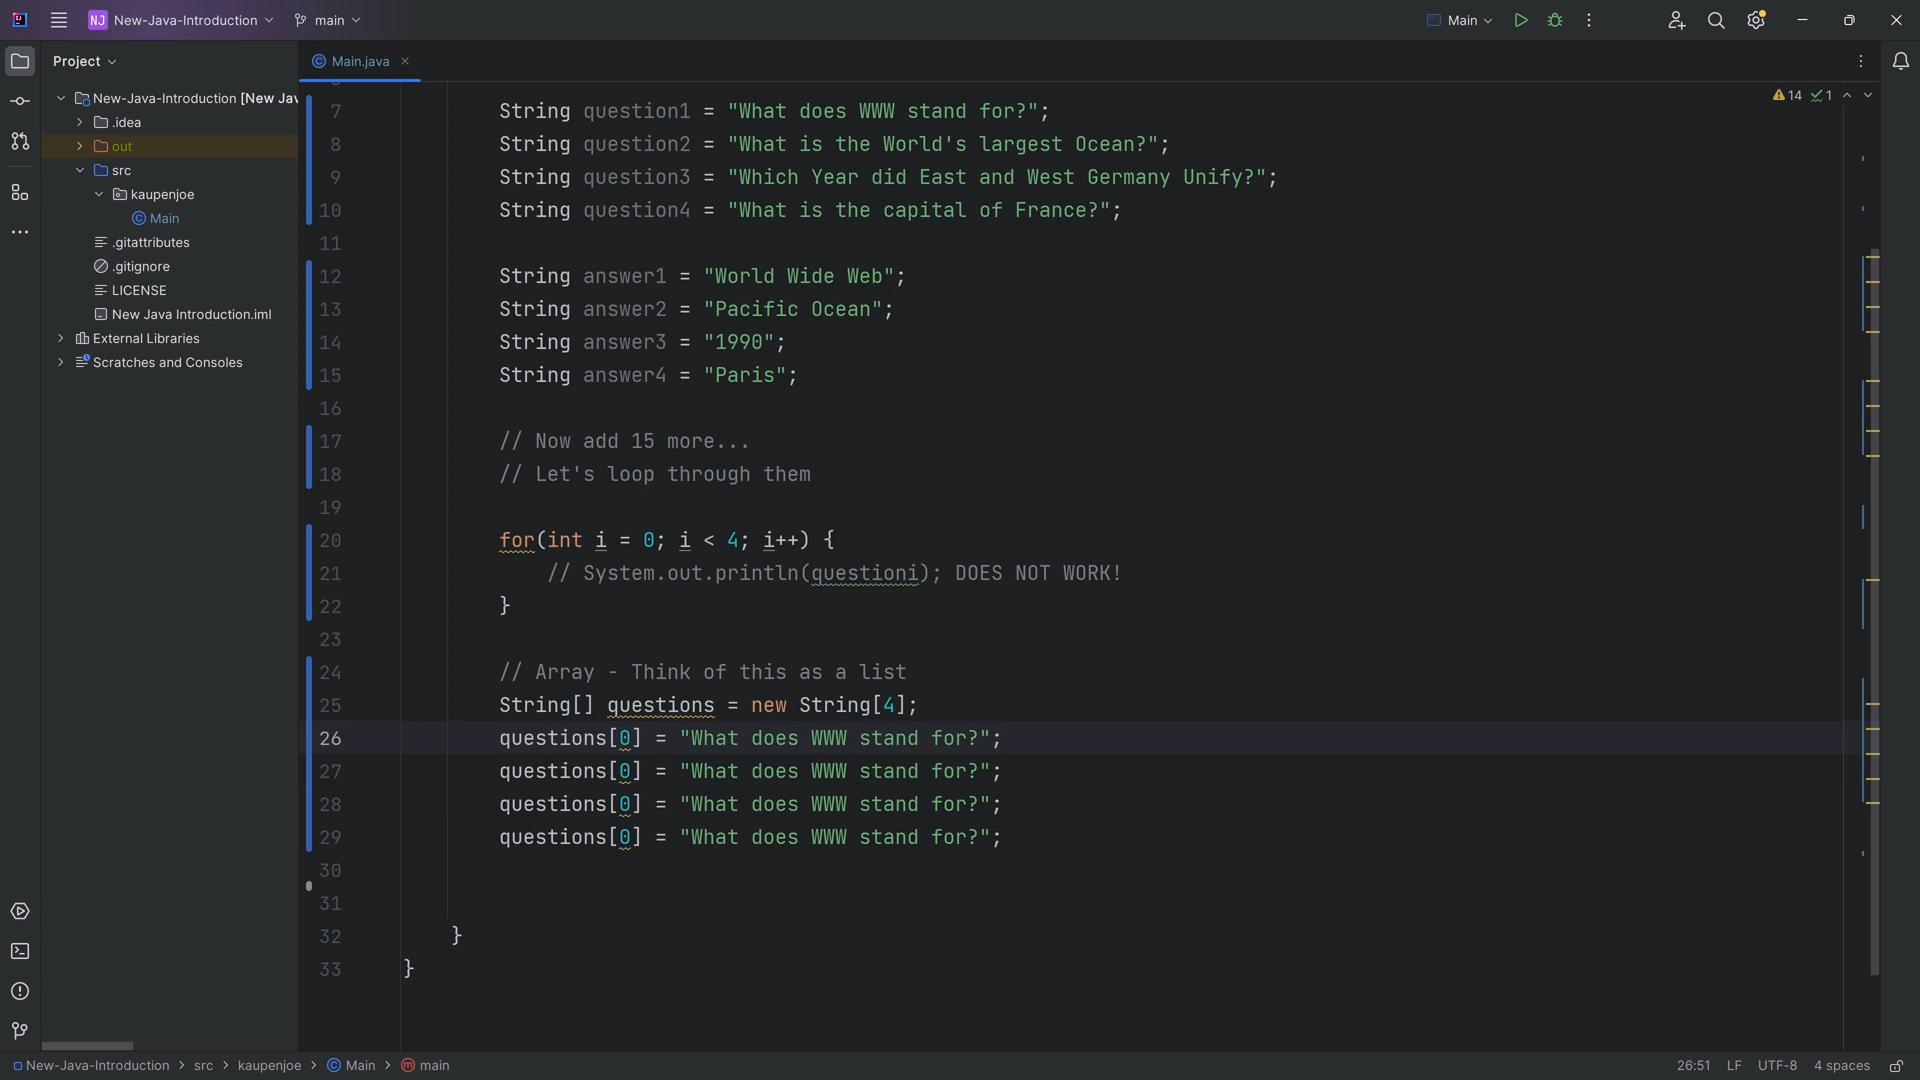 NJ New-Java-Introduction main Main
Project
Main.java
New-Java-Introduction [New Jav
.idea
out
src
kaupenjoe
Main
.gitattributes
.gitignore
LICENSE
New Java Introduction.iml
External Libraries
Scratches and Consoles
14 1
7 String question1 = "What does WWW stand for?";
8 String question2 = "What is the World's largest Ocean?";
9 String question3 = "Which Year did East and West Germany Unify?";
10 String question4 = "What is the capital of France?";
11
12 String answer1 = "World Wide Web";
13 String answer2 = "Pacific Ocean";
14 String answer3 = "1990";
15 String answer4 = "Paris";
16
17 // Now add 15 more...
18 // Let's loop through them
19
20 for(int i = 0; i < 4; i++) {
21 // System.out.println(questioni); DOES NOT WORK!
22 }
23
24 // Array - Think of this as a list
25 String[] questions = new String[4];
26 questions[0] = "What does WWW stand for?";
27 questions[0] = "What does WWW stand for?";
28 questions[0] = "What does WWW stand for?";
29 questions[0] = "What does WWW stand for?";
30
31
32 }
33 }
New-Java-Introduction > src > kaupenjoe > Main > main
26:51 LF UTF-8 4 spaces